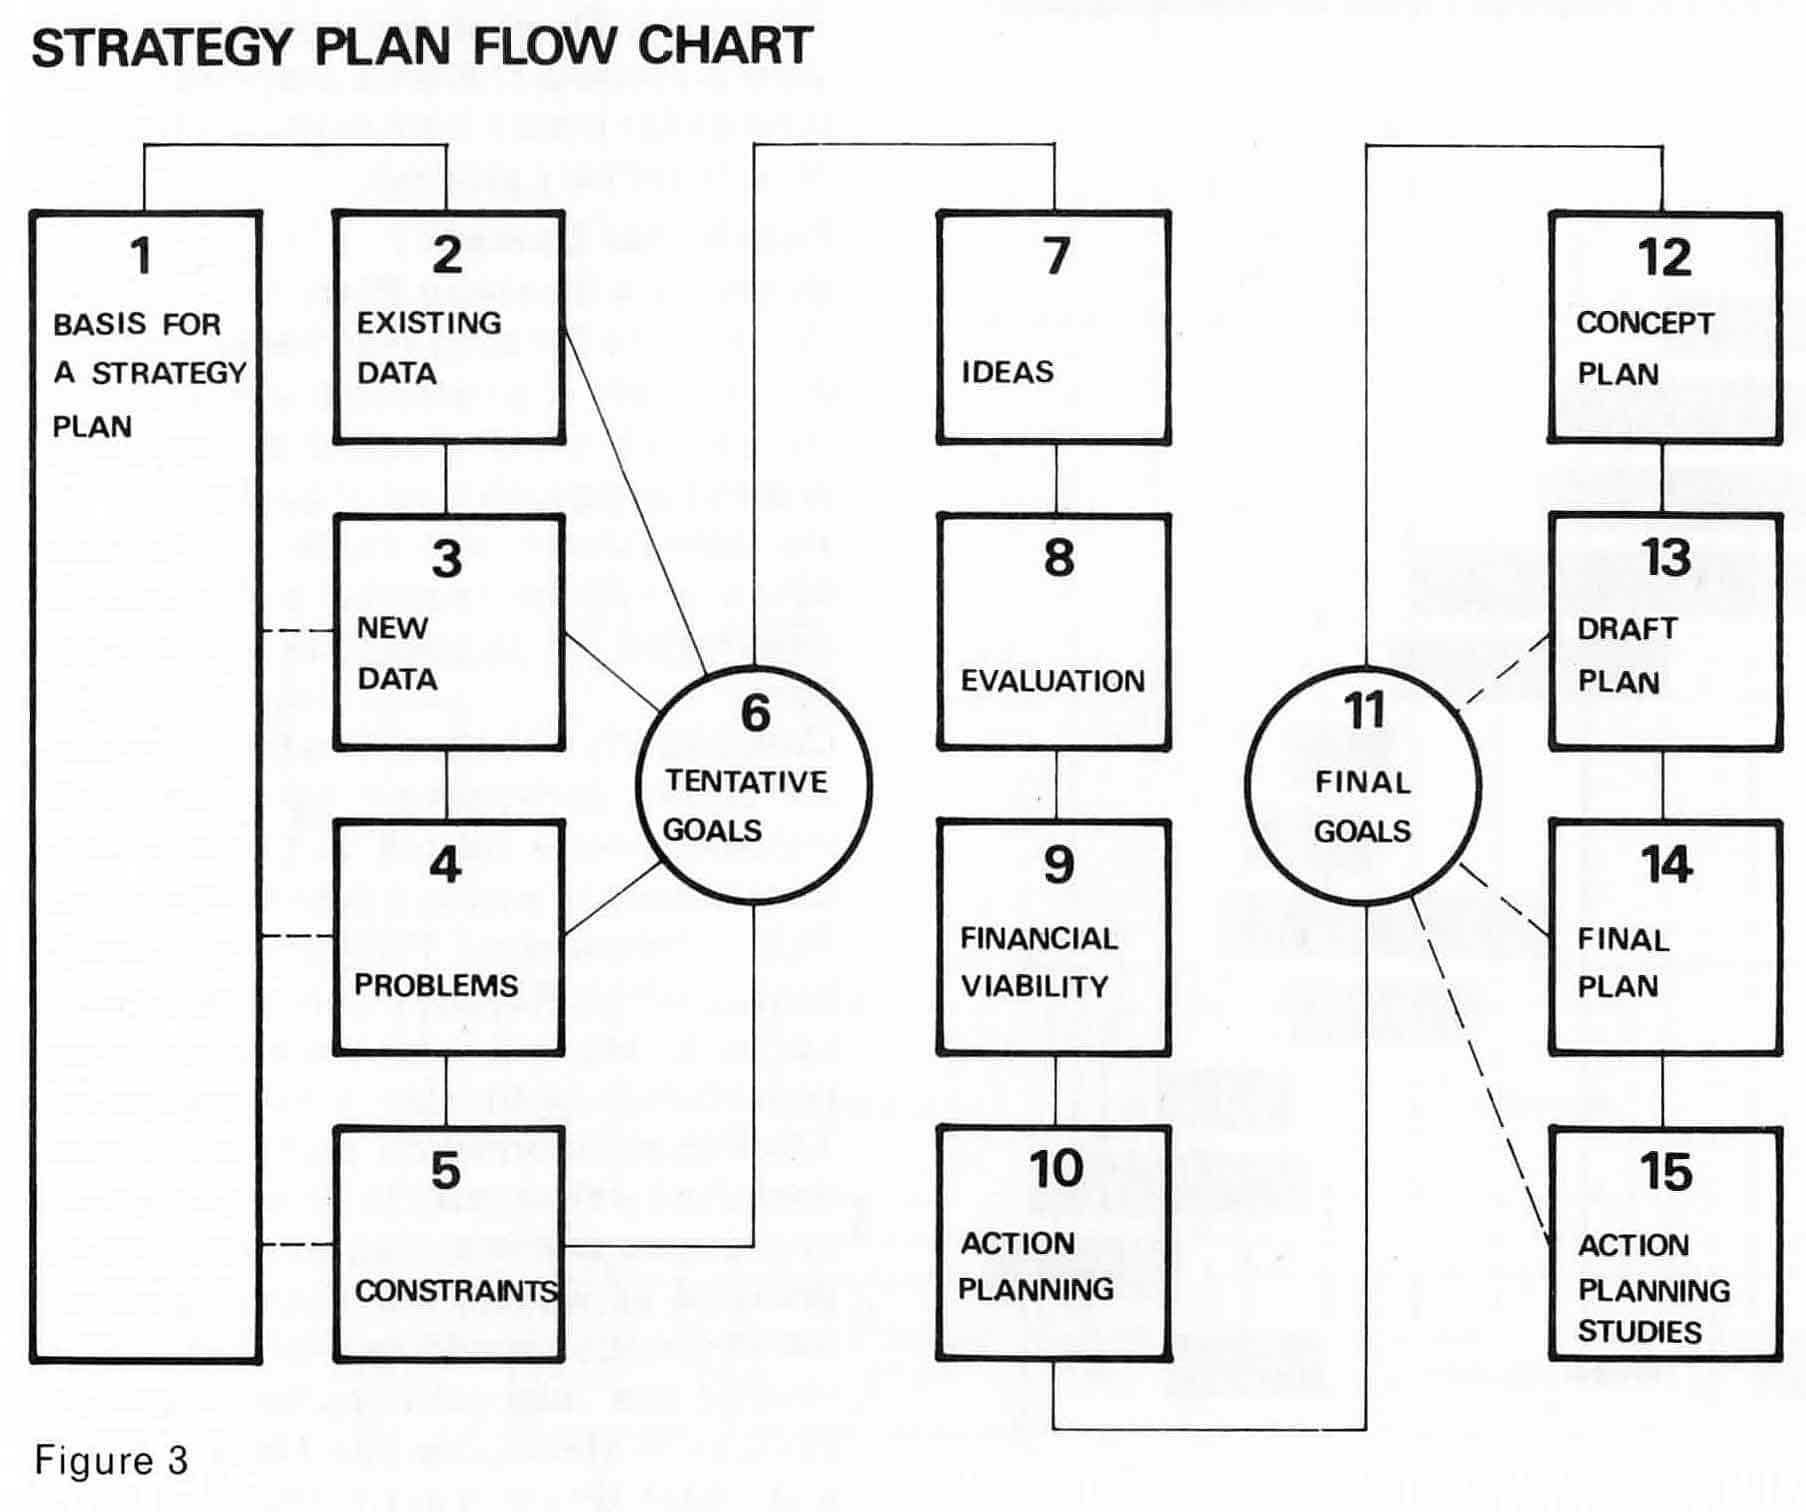 STRATEGY PLAN FLOW CHART
1
BASIS FOR
A STRATEGY
PLAN
2
EXISTING
DATA
3
NEW
DATA
4
PROBLEMS
5
CONSTRAINTS
6
TENTATIVE
GOALS
7
IDEAS
8
EVALUATION
9
FINANCIAL
VIABILITY
10
ACTION
PLANNING
11
FINAL
GOALS
12
CONCEPT
PLAN
13
DRAFT
PLAN
14
FINAL
PLAN
15
ACTION
PLANNING
STUDIES
Figure 3